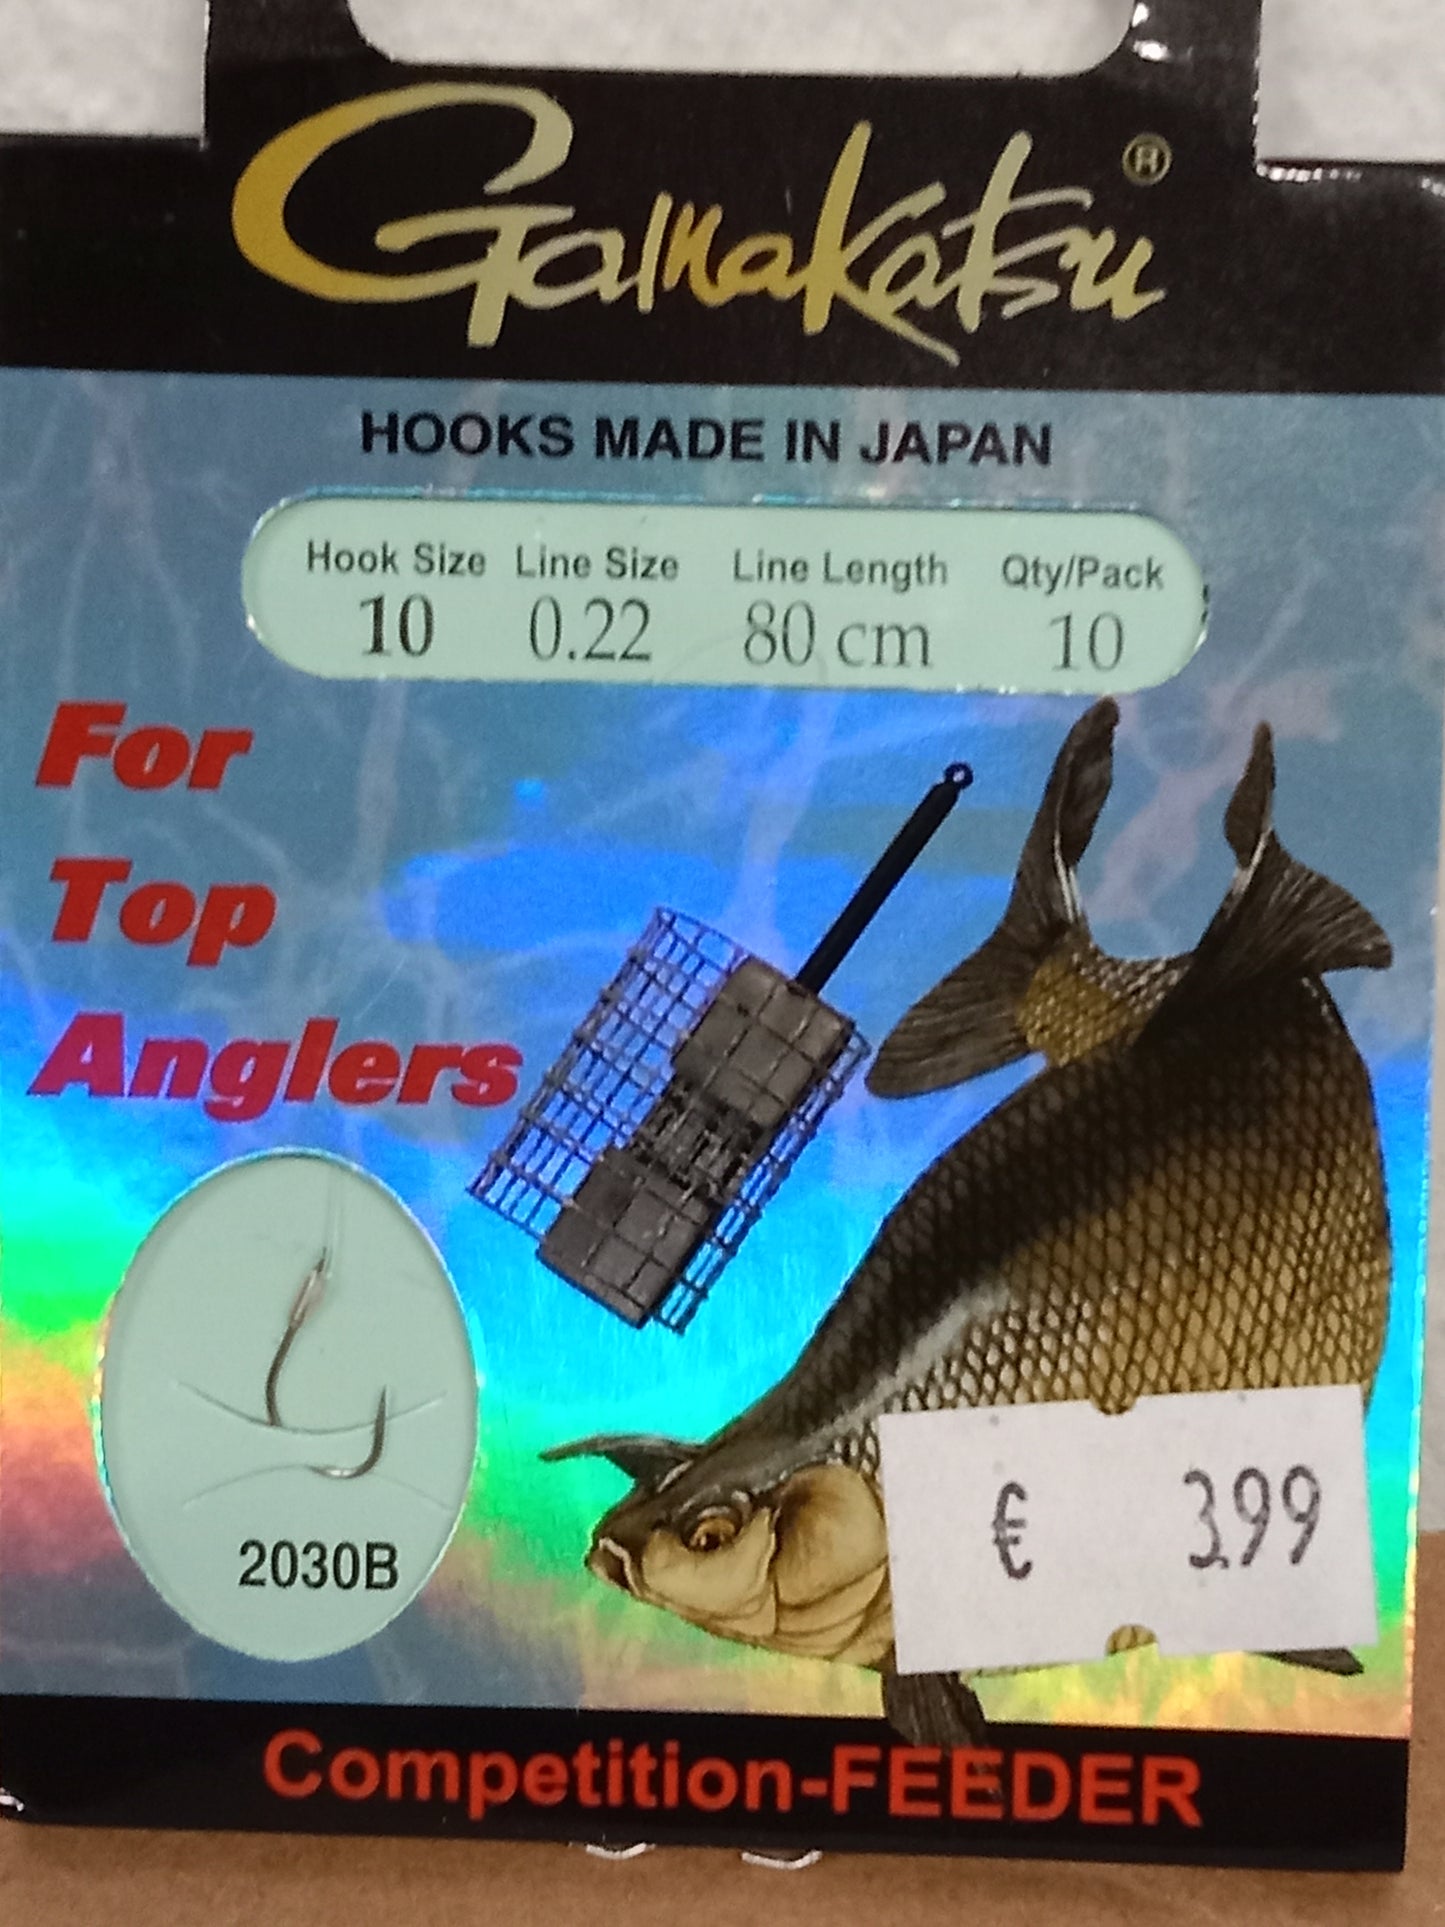 Gamakatsu®
HOOKS MADE IN JAPAN
Hook Size Line Size Line Length Qty/Pack
10 0.22 80 cm 10
For
Top
Anglers
2030B
€ 3.99
Competition-FEEDER